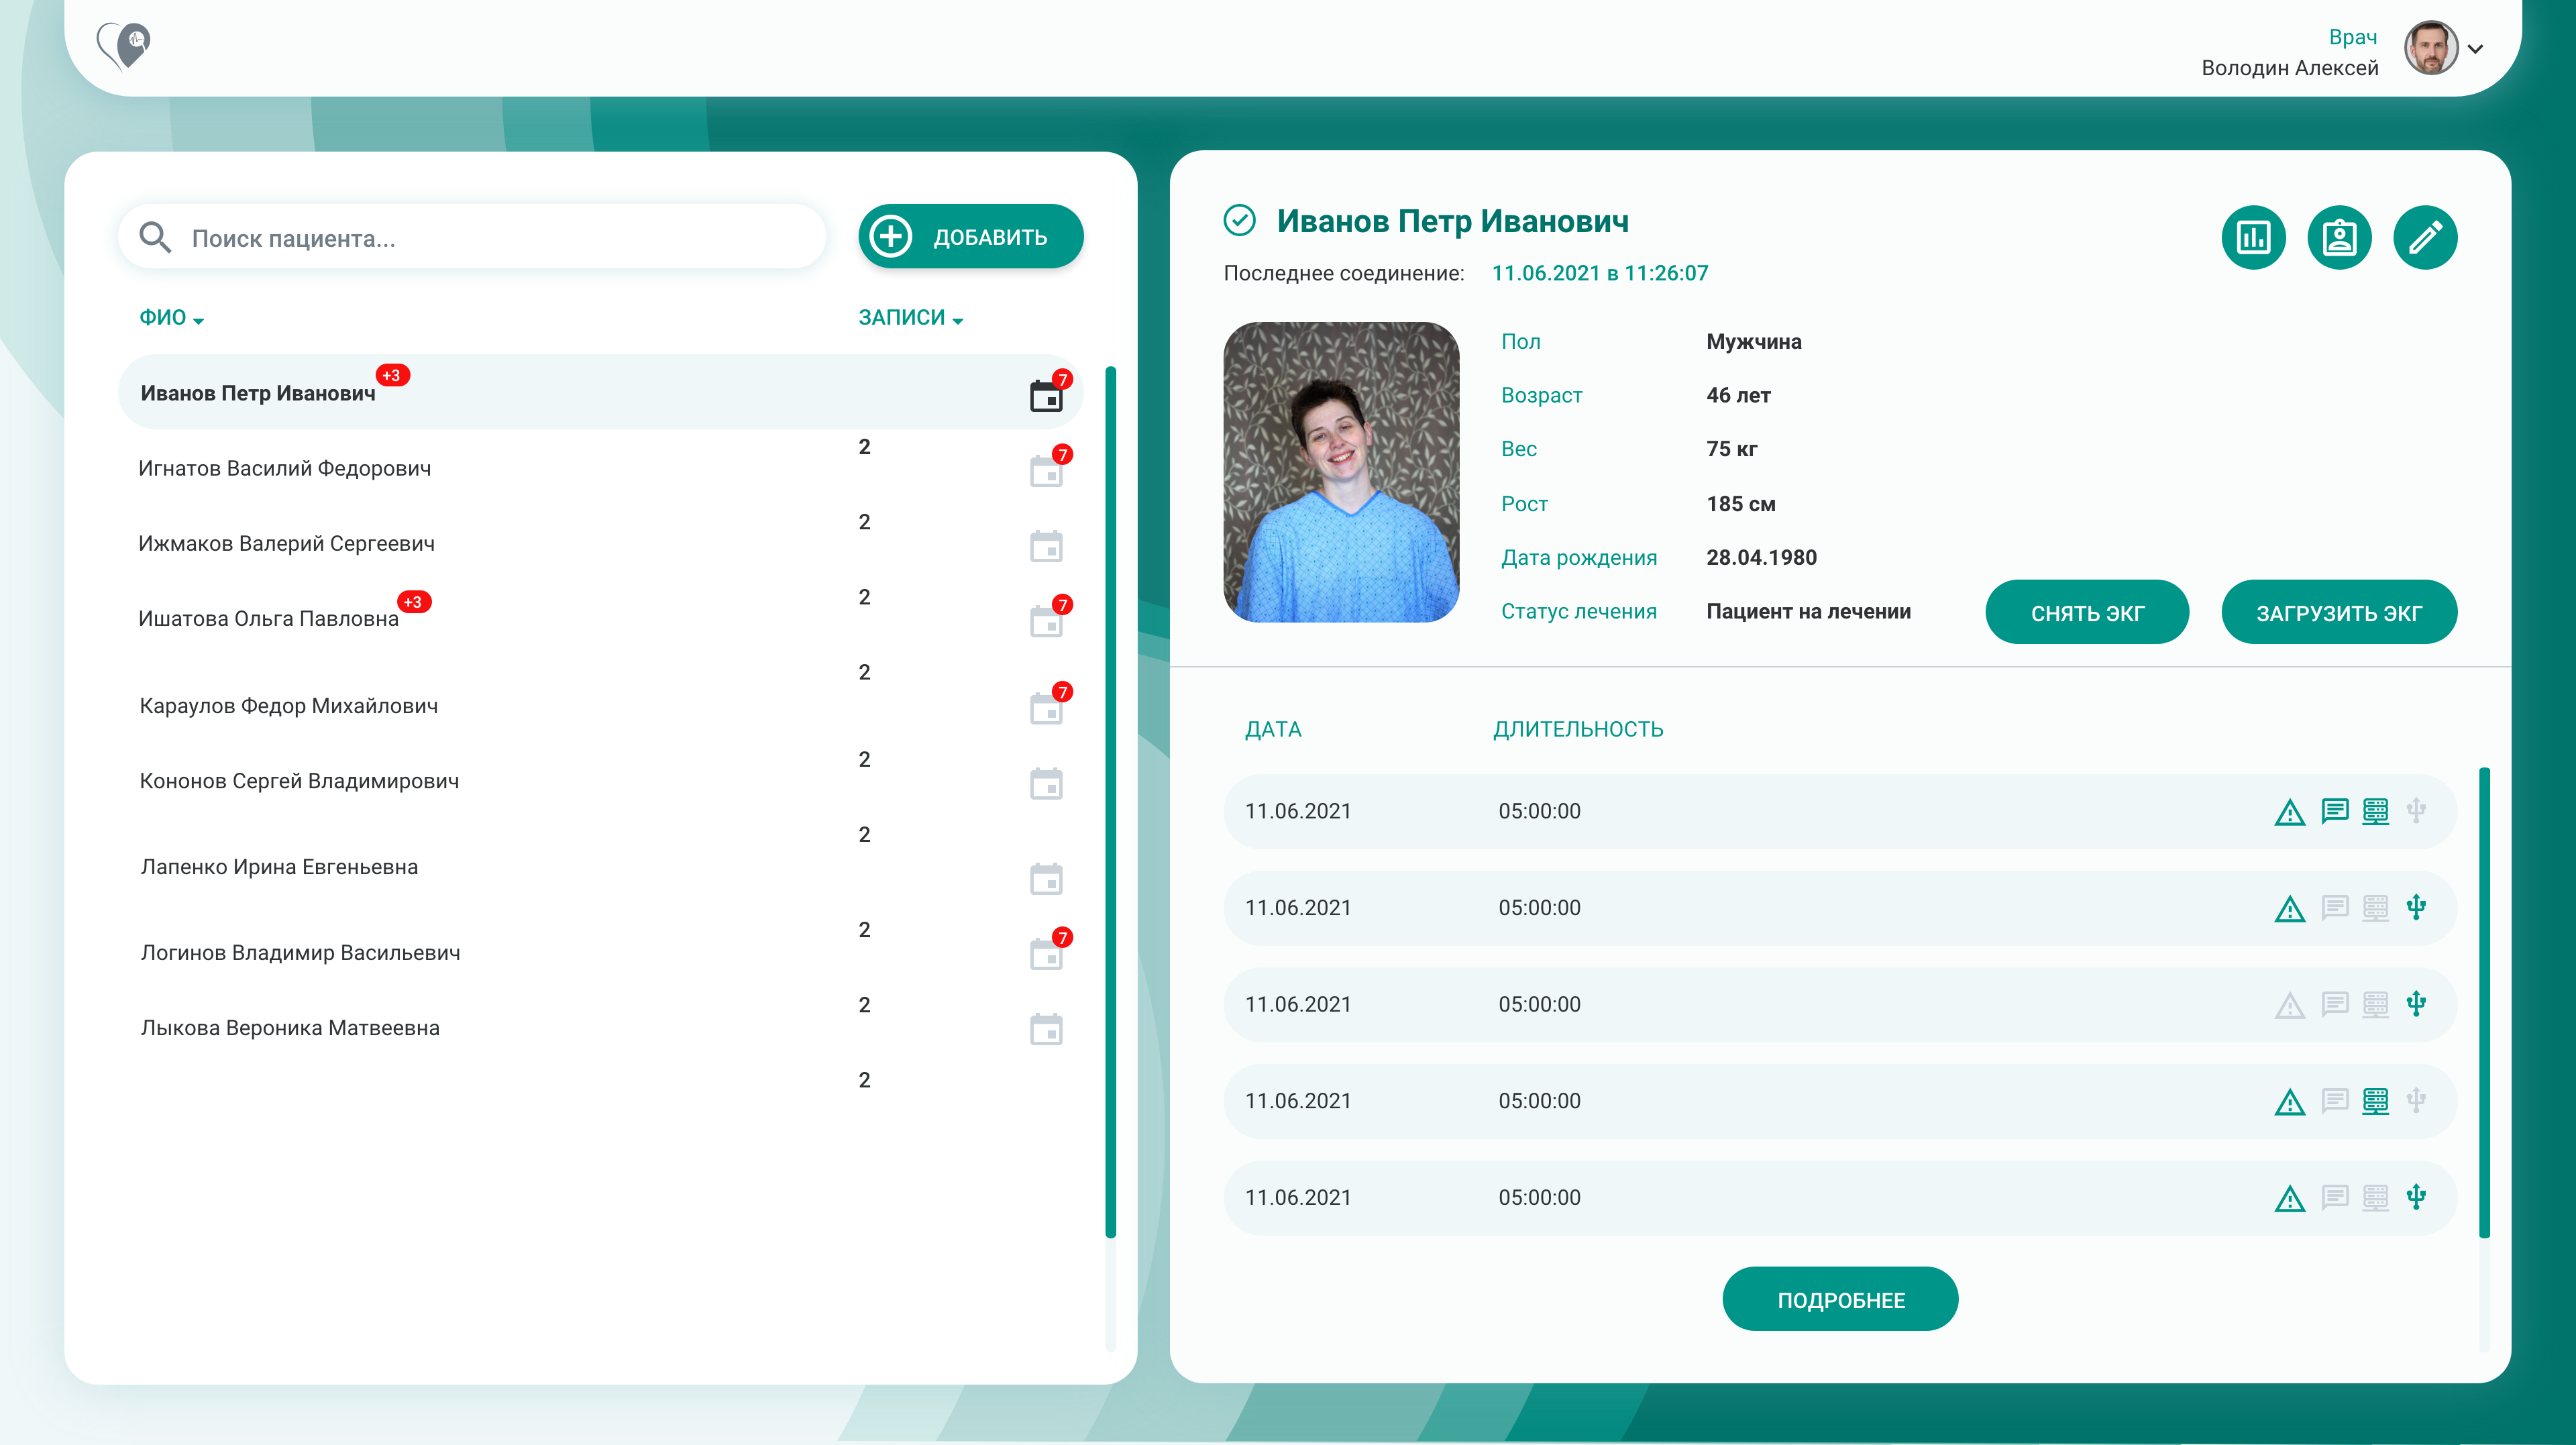 Врач
Володин Алексей
Поиск пациента...
ДОБАВИТЬ
ФИО
ЗАПИСИ
Иванов Петр Иванович +3
7
2
Игнатов Василий Федорович
7
2
Ижмаков Валерий Сергеевич
2
Ишатова Ольга Павловна +3
7
2
Караулов Федор Михайлович
7
2
Кононов Сергей Владимирович
2
Лапенко Ирина Евгеньевна
2
Логинов Владимир Васильевич
7
2
Лыкова Вероника Матвеевна
2
Иванов Петр Иванович
Последнее соединение: 11.06.2021 в 11:26:07
Пол Мужчина
Возраст 46 лет
Вес 75 кг
Рост 185 см
Дата рождения 28.04.1980
Статус лечения Пациент на лечении
СНЯТЬ ЭКГ
ЗАГРУЗИТЬ ЭКГ
ДАТА ДЛИТЕЛЬНОСТЬ
11.06.2021 05:00:00
11.06.2021 05:00:00
11.06.2021 05:00:00
11.06.2021 05:00:00
11.06.2021 05:00:00
ПОДРОБНЕЕ